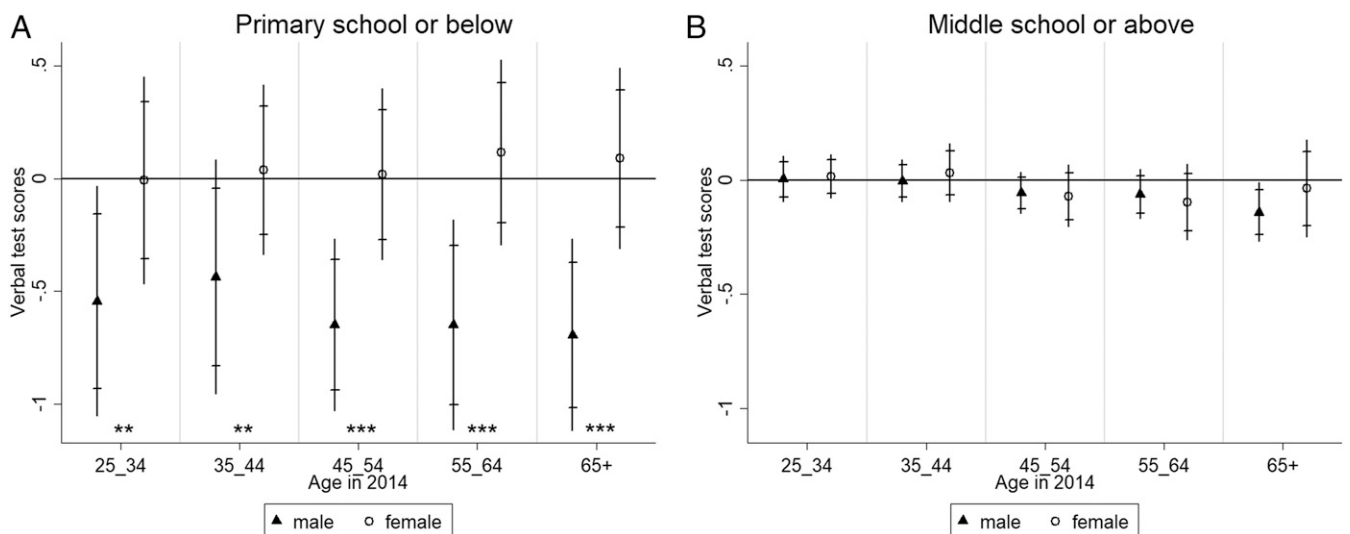 A
Primary school or below
Verbal test scores
.5
0
-.5
-1
** ** *** *** ***
25_34 35_44 45_54 55_64 65+
Age in 2014
male female
B
Middle school or above
Verbal test scores
.5
0
-.5
-1
25_34 35_44 45_54 55_64 65+
Age in 2014
male female